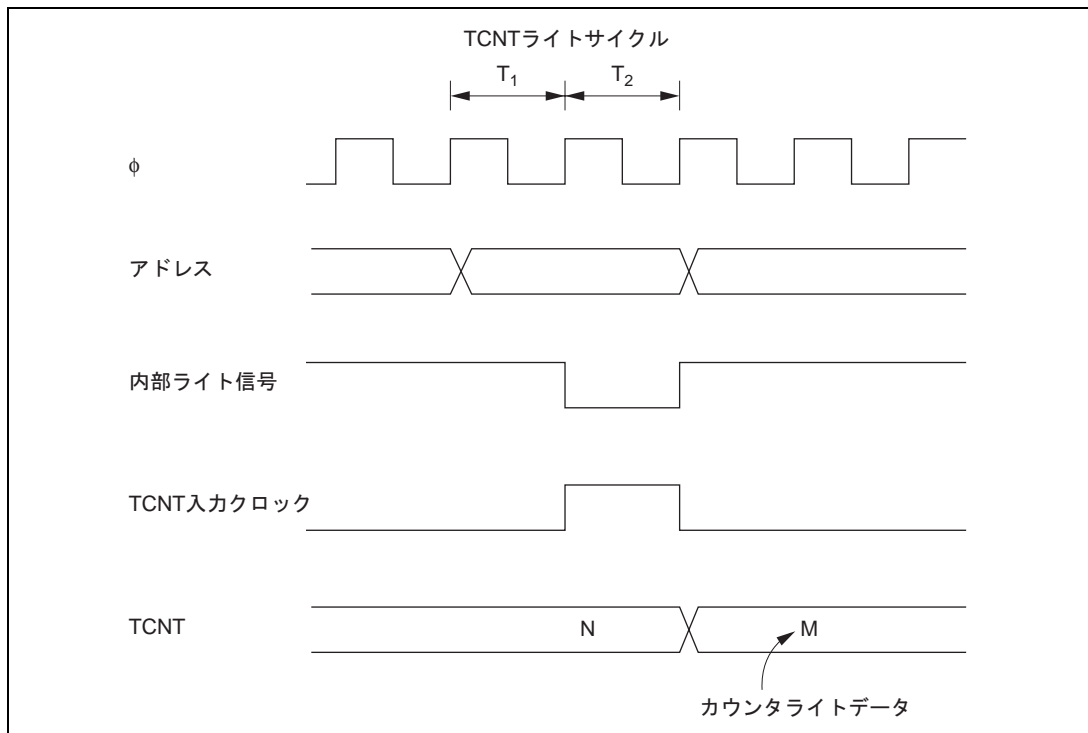 TCNTライトサイクル
T1 T2
φ
アドレス
内部ライト信号
TCNT入力クロック
TCNT N M
カウンタライトデータ